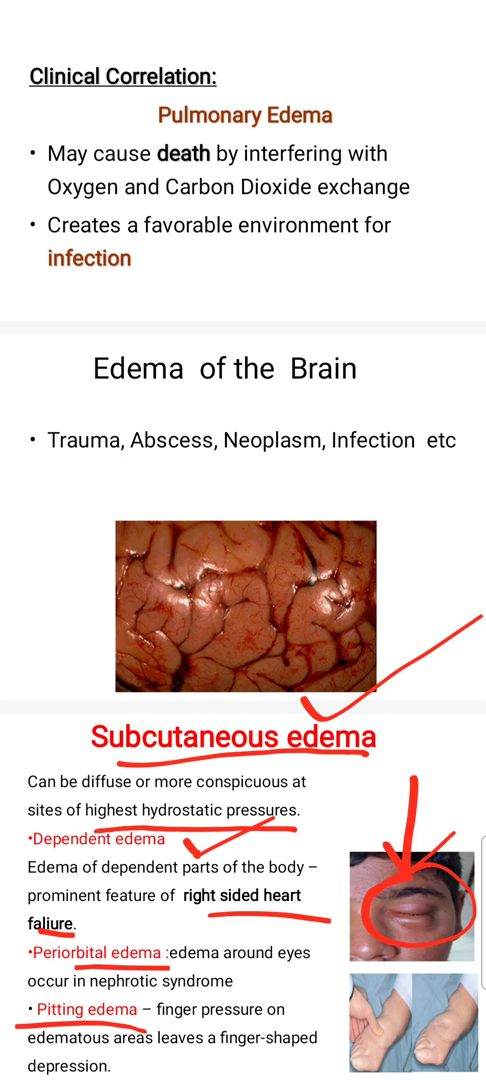 Clinical Correlation:
Pulmonary Edema
• May cause death by interfering with
Oxygen and Carbon Dioxide exchange
• Creates a favorable environment for
infection
Edema of the Brain
• Trauma, Abscess, Neoplasm, Infection etc
Subcutaneous edema
Can be diffuse or more conspicuous at
sites of highest hydrostatic pressures.
•Dependent edema
Edema of dependent parts of the body –
prominent feature of right sided heart
faliure.
•Periorbital edema :edema around eyes
occur in nephrotic syndrome
• Pitting edema – finger pressure on
edematous areas leaves a finger-shaped
depression.